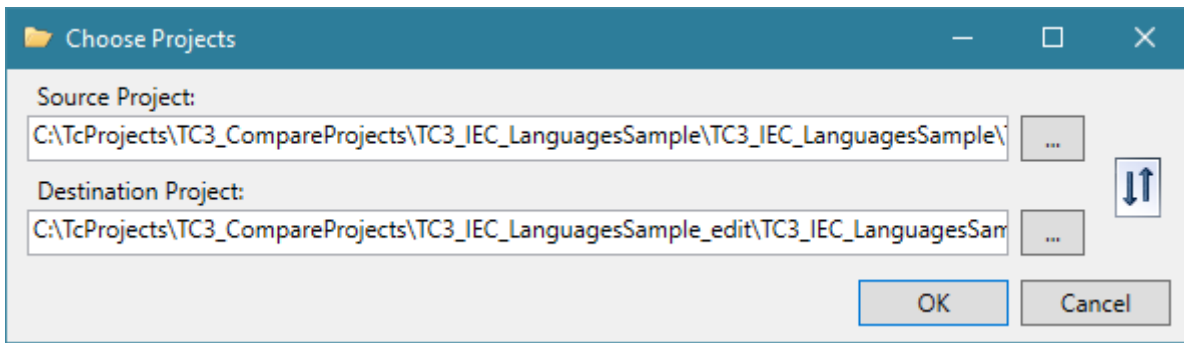 Choose Projects
Source Project:
C:\TcProjects\TC3_CompareProjects\TC3_IEC_LanguagesSample\TC3_IEC_LanguagesSample\
...
Destination Project:
C:\TcProjects\TC3_CompareProjects\TC3_IEC_LanguagesSample_edit\TC3_IEC_LanguagesSam
...
OK Cancel